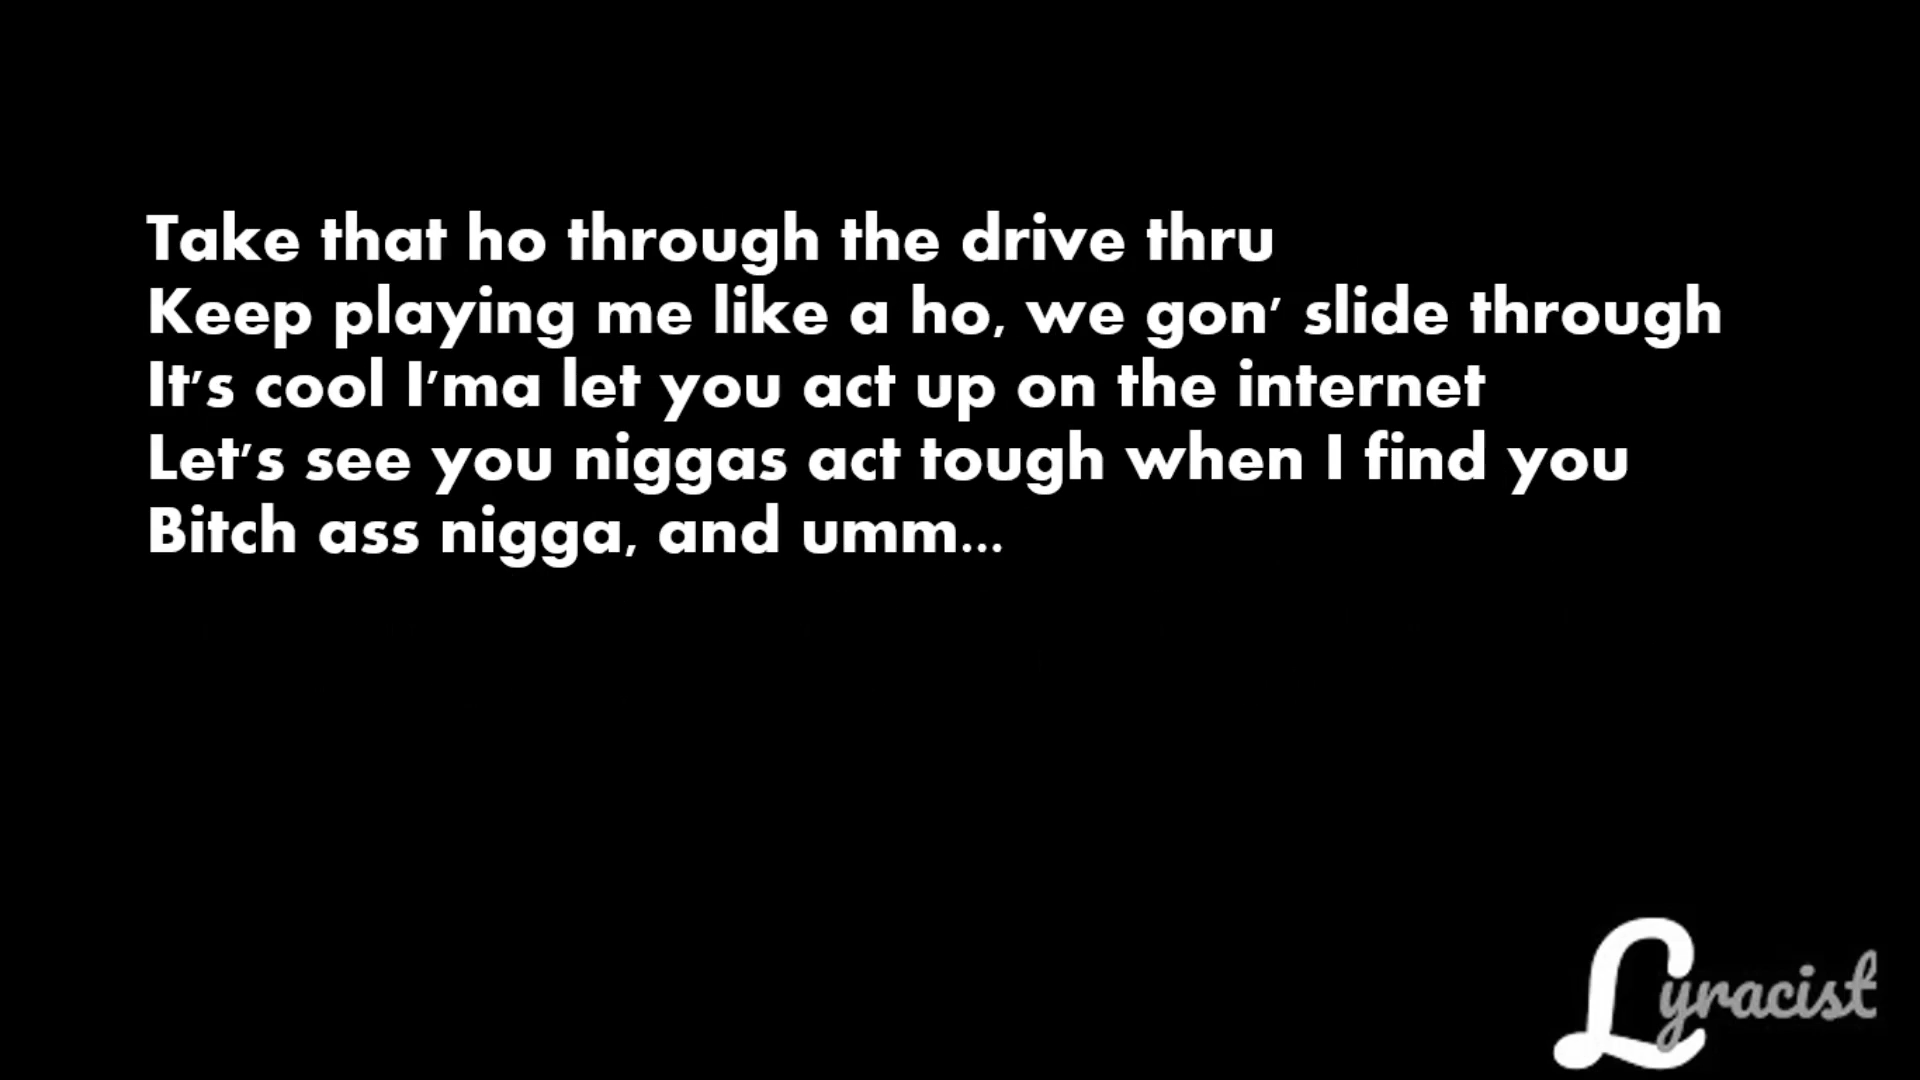 Take that ho through the drive thru
Keep playing me like a ho, we gon' slide through
It's cool I'ma let you act up on the internet
Let's see you niggas act tough when I find you
Bitch ass nigga, and umm...
Lyracist